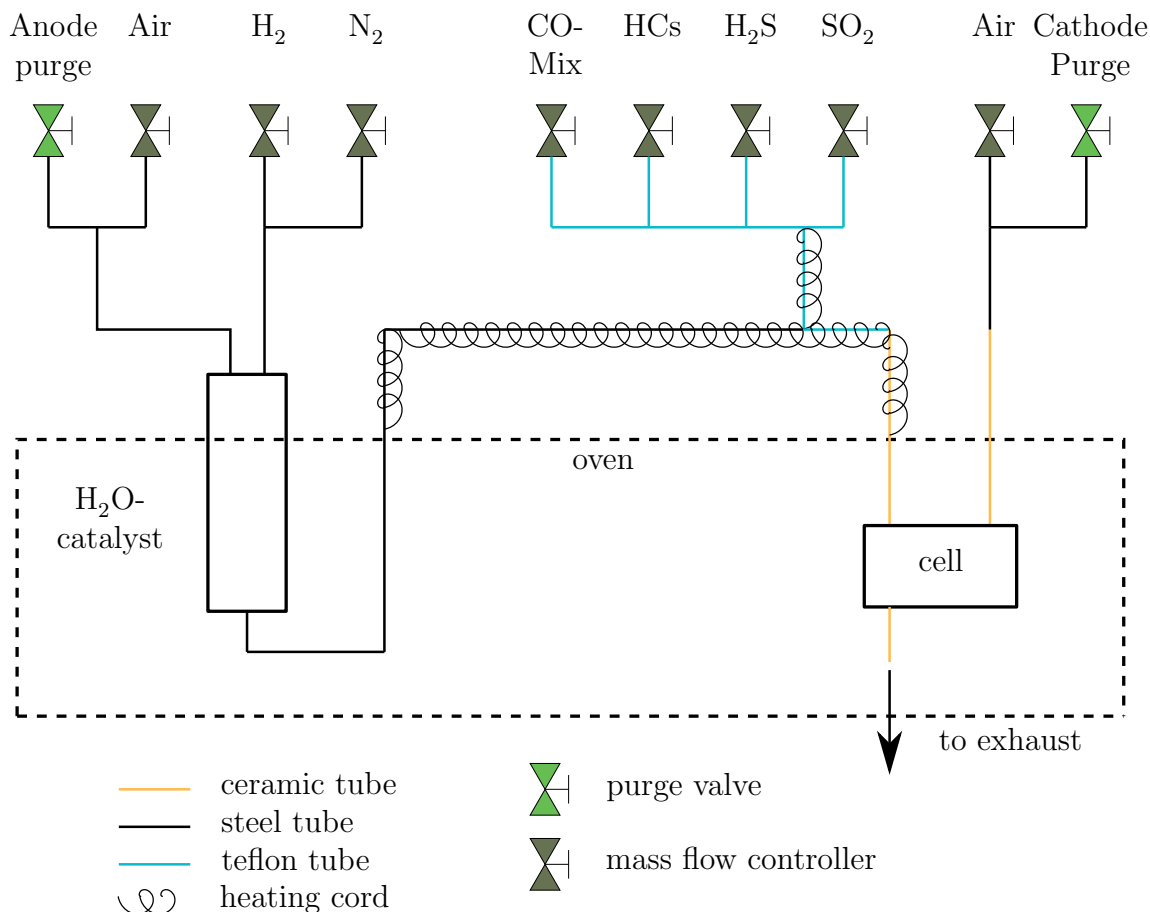 Anode Air H₂ N₂ CO- HCs H₂S SO₂ Air Cathode
purge Mix Purge
oven
H₂O-
catalyst
cell
to exhaust
ceramic tube
steel tube
teflon tube
heating cord
purge valve
mass flow controller